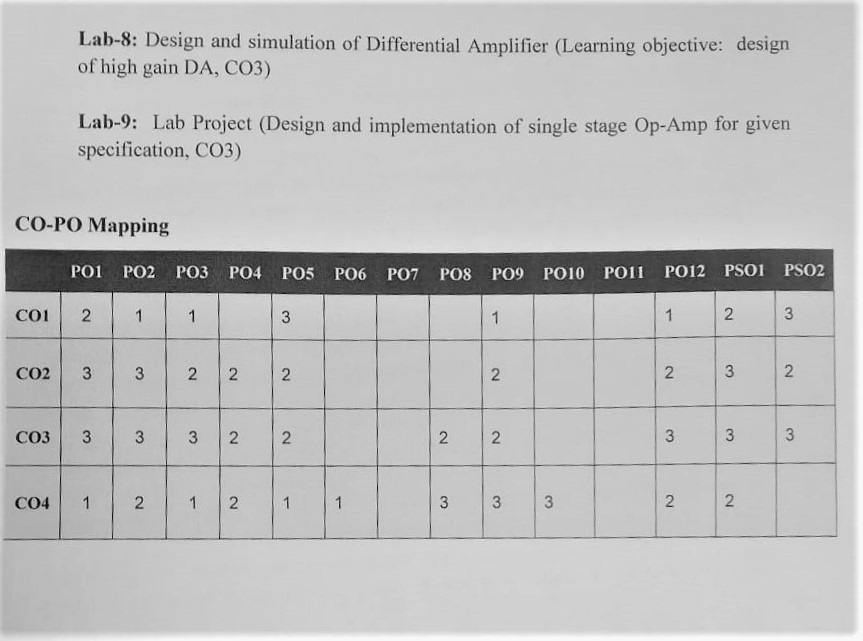 Lab-8: Design and simulation of Differential Amplifier (Learning objective: design
of high gain DA, CO3)
Lab-9: Lab Project (Design and implementation of single stage Op-Amp for given
specification, CO3)
CO-PO Mapping
PO1 PO2 PO3 PO4 PO5 PO6 PO7 PO8 PO9 PO10 PO11 PO12 PSO1 PSO2
CO1 2 1 1 3 1 1 2 3
CO2 3 3 2 2 2 2 2 3 2
CO3 3 3 3 2 2 2 2 3 3 3
CO4 1 2 1 2 1 1 3 3 3 2 2